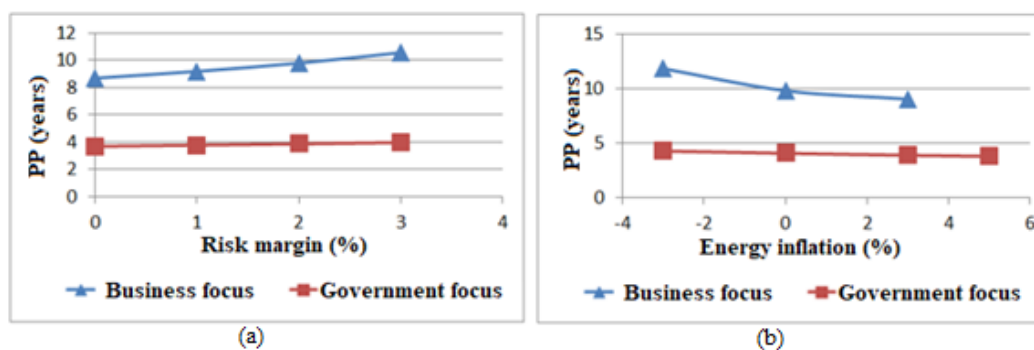 12
10
8
6
4
2
0
PP (years)
0 1 2 3 4
Risk margin (%)
Business focus Government focus
(a)
15
10
5
0
PP (years)
-4 -2 0 2 4 6
Energy inflation (%)
Business focus Government focus
(b)